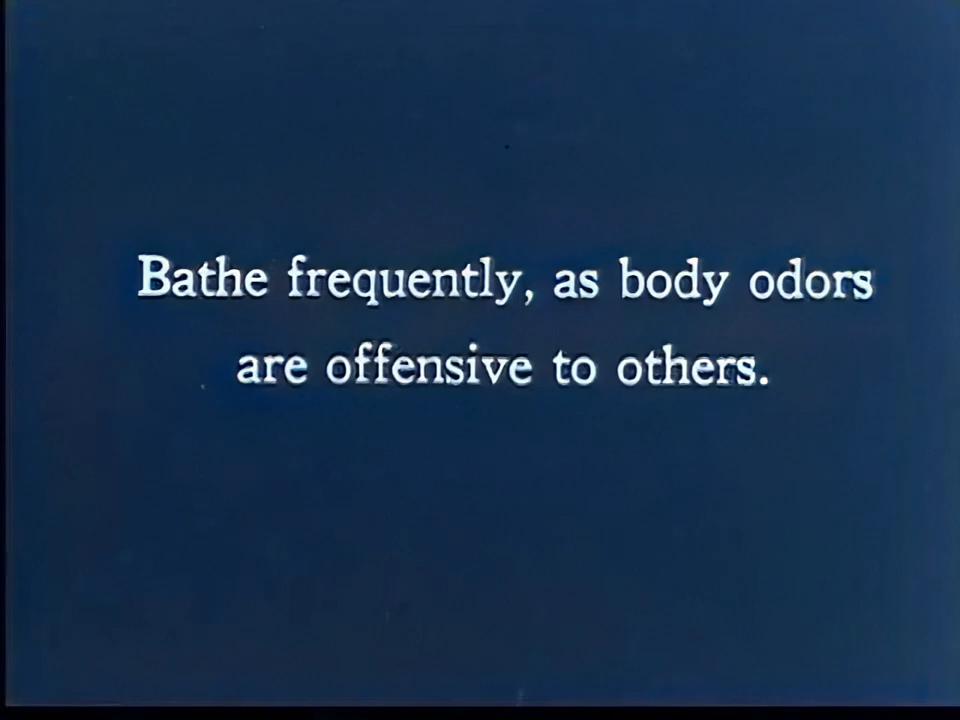 Bathe frequently, as body odors
are offensive to others.